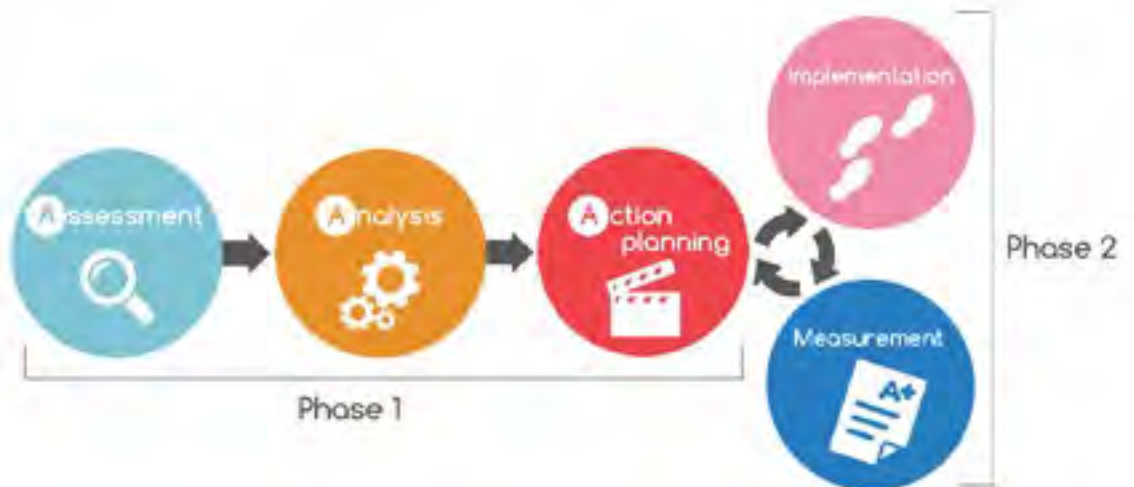 Assessment
Analysis
Action
planning
Implementation
Measurement
A+
Phase 1
Phase 2